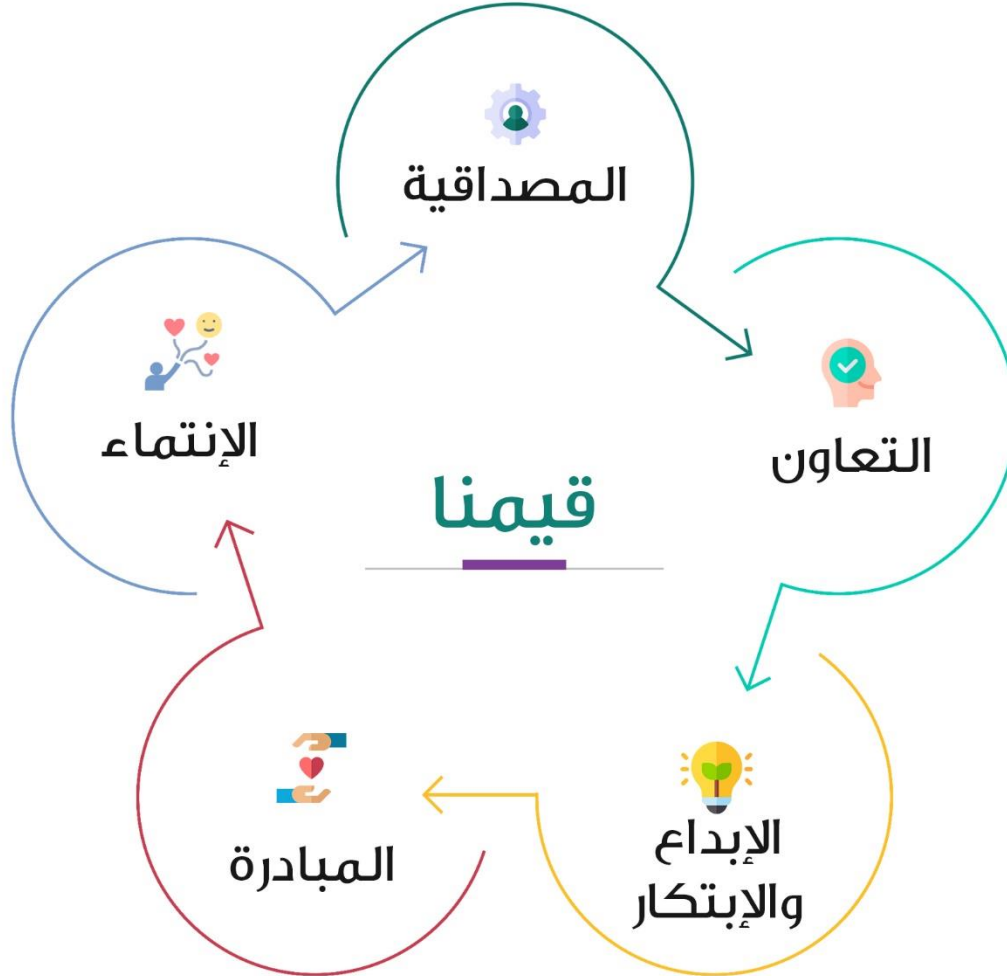 المصداقية
التعاون
الإبداع
والإبتكار
المبادرة
الإنتماء
قيمنا